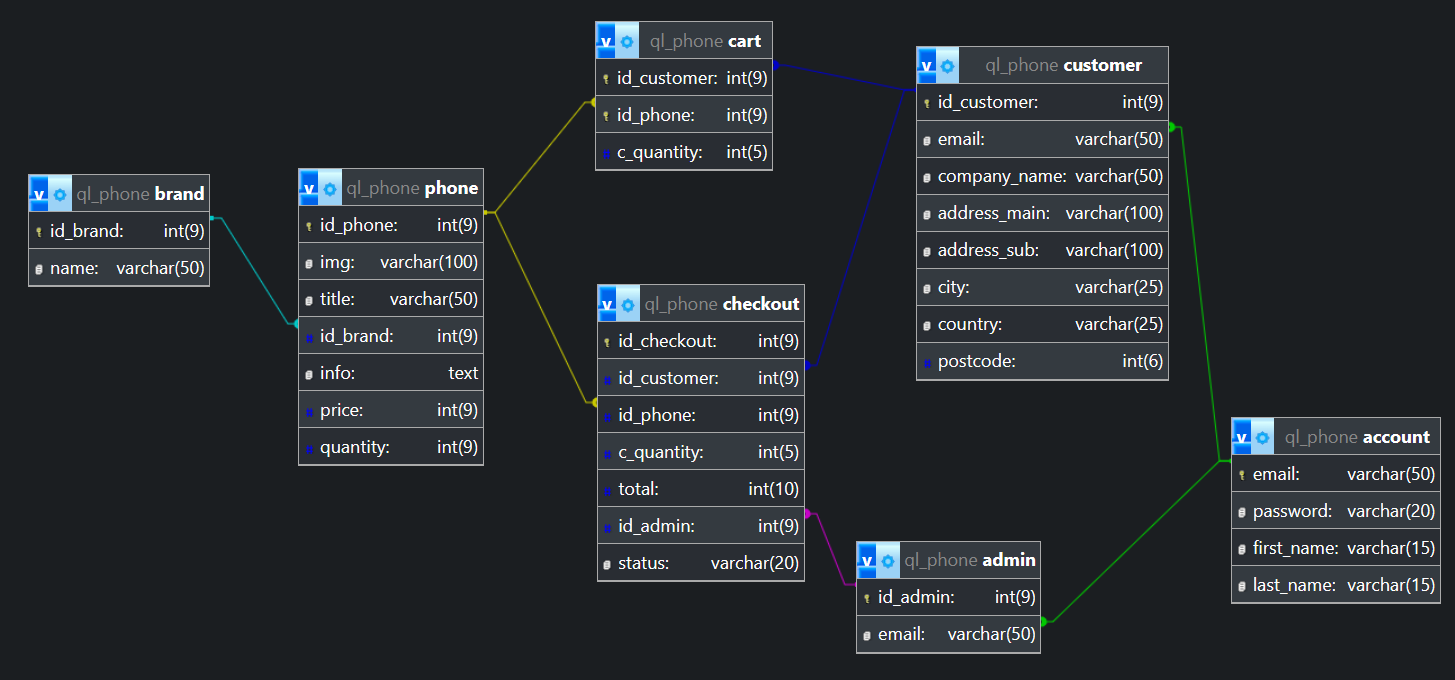 v ql_phone brand
id_brand: int(9)
name: varchar(50)
v ql_phone phone
id_phone: int(9)
img: varchar(100)
title: varchar(50)
# id_brand: int(9)
info: text
# price: int(9)
# quantity: int(9)
v ql_phone cart
id_customer: int(9)
id_phone: int(9)
# c_quantity: int(5)
v ql_phone checkout
id_checkout: int(9)
# id_customer: int(9)
# id_phone: int(9)
# c_quantity: int(5)
# total: int(10)
# id_admin: int(9)
status: varchar(20)
v ql_phone customer
id_customer: int(9)
email: varchar(50)
company_name: varchar(50)
address_main: varchar(100)
address_sub: varchar(100)
city: varchar(25)
country: varchar(25)
# postcode: int(6)
v ql_phone admin
id_admin: int(9)
email: varchar(50)
v ql_phone account
email: varchar(50)
password: varchar(20)
first_name: varchar(15)
last_name: varchar(15)